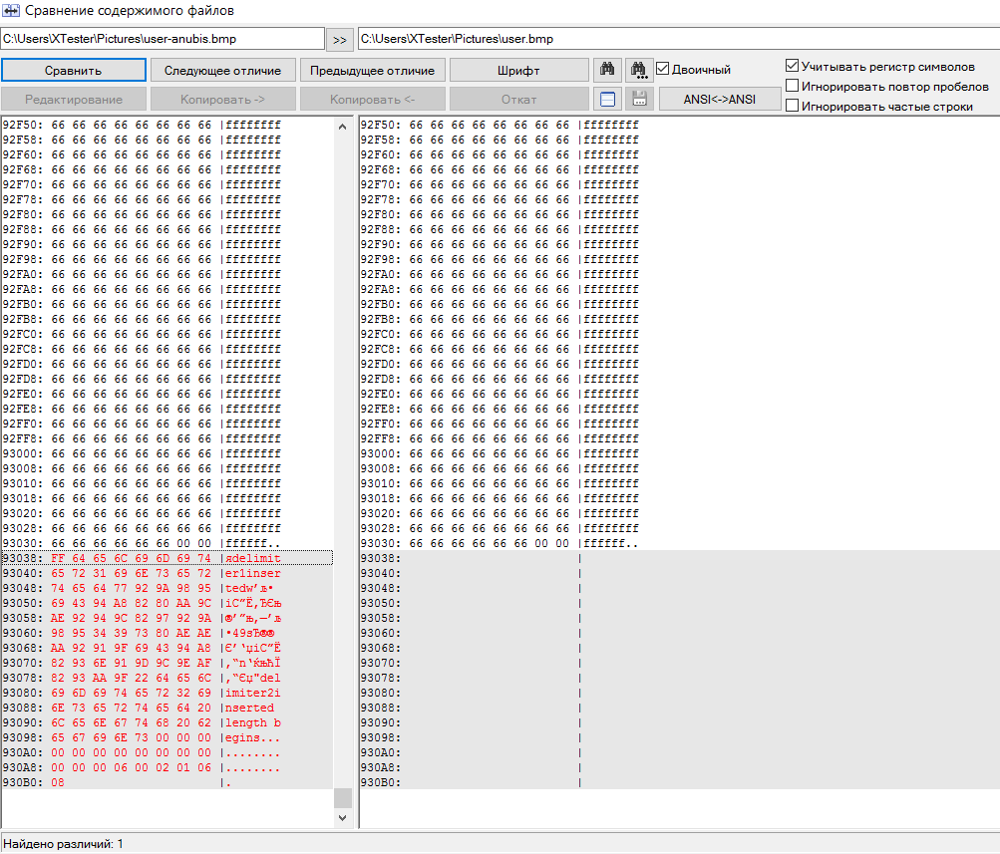 Сравнение содержимого файлов
C:\Users\XTester\Pictures\user-anubis.bmp >> C:\Users\XTester\Pictures\user.bmp
Сравнить Следующее отличие Предыдущее отличие Шрифт Двоичный Учитывать регистр символов
Игнорировать повтор пробелов
Редактирование Копировать -> Копировать <- Откат ANSI<->ANSI Игнорировать частые строки
92F50: 66 66 66 66 66 66 66 66 |ffffffff 92F50: 66 66 66 66 66 66 66 66 |ffffffff
92F58: 66 66 66 66 66 66 66 66 |ffffffff 92F58: 66 66 66 66 66 66 66 66 |ffffffff
92F60: 66 66 66 66 66 66 66 66 |ffffffff 92F60: 66 66 66 66 66 66 66 66 |ffffffff
92F68: 66 66 66 66 66 66 66 66 |ffffffff 92F68: 66 66 66 66 66 66 66 66 |ffffffff
92F70: 66 66 66 66 66 66 66 66 |ffffffff 92F70: 66 66 66 66 66 66 66 66 |ffffffff
92F78: 66 66 66 66 66 66 66 66 |ffffffff 92F78: 66 66 66 66 66 66 66 66 |ffffffff
92F80: 66 66 66 66 66 66 66 66 |ffffffff 92F80: 66 66 66 66 66 66 66 66 |ffffffff
92F88: 66 66 66 66 66 66 66 66 |ffffffff 92F88: 66 66 66 66 66 66 66 66 |ffffffff
92F90: 66 66 66 66 66 66 66 66 |ffffffff 92F90: 66 66 66 66 66 66 66 66 |ffffffff
92F98: 66 66 66 66 66 66 66 66 |ffffffff 92F98: 66 66 66 66 66 66 66 66 |ffffffff
92FA0: 66 66 66 66 66 66 66 66 |ffffffff 92FA0: 66 66 66 66 66 66 66 66 |ffffffff
92FA8: 66 66 66 66 66 66 66 66 |ffffffff 92FA8: 66 66 66 66 66 66 66 66 |ffffffff
92FB0: 66 66 66 66 66 66 66 66 |ffffffff 92FB0: 66 66 66 66 66 66 66 66 |ffffffff
92FB8: 66 66 66 66 66 66 66 66 |ffffffff 92FB8: 66 66 66 66 66 66 66 66 |ffffffff
92FC0: 66 66 66 66 66 66 66 66 |ffffffff 92FC0: 66 66 66 66 66 66 66 66 |ffffffff
92FC8: 66 66 66 66 66 66 66 66 |ffffffff 92FC8: 66 66 66 66 66 66 66 66 |ffffffff
92FD0: 66 66 66 66 66 66 66 66 |ffffffff 92FD0: 66 66 66 66 66 66 66 66 |ffffffff
92FD8: 66 66 66 66 66 66 66 66 |ffffffff 92FD8: 66 66 66 66 66 66 66 66 |ffffffff
92FE0: 66 66 66 66 66 66 66 66 |ffffffff 92FE0: 66 66 66 66 66 66 66 66 |ffffffff
92FE8: 66 66 66 66 66 66 66 66 |ffffffff 92FE8: 66 66 66 66 66 66 66 66 |ffffffff
92FF0: 66 66 66 66 66 66 66 66 |ffffffff 92FF0: 66 66 66 66 66 66 66 66 |ffffffff
92FF8: 66 66 66 66 66 66 66 66 |ffffffff 92FF8: 66 66 66 66 66 66 66 66 |ffffffff
93000: 66 66 66 66 66 66 66 66 |ffffffff 93000: 66 66 66 66 66 66 66 66 |ffffffff
93008: 66 66 66 66 66 66 66 66 |ffffffff 93008: 66 66 66 66 66 66 66 66 |ffffffff
93010: 66 66 66 66 66 66 66 66 |ffffffff 93010: 66 66 66 66 66 66 66 66 |ffffffff
93018: 66 66 66 66 66 66 66 66 |ffffffff 93018: 66 66 66 66 66 66 66 66 |ffffffff
93020: 66 66 66 66 66 66 66 66 |ffffffff 93020: 66 66 66 66 66 66 66 66 |ffffffff
93028: 66 66 66 66 66 66 66 66 |ffffffff 93028: 66 66 66 66 66 66 66 66 |ffffffff
93030: 66 66 66 66 66 66 00 00 |ffffff.. 93030: 66 66 66 66 66 66 00 00 |ffffff..
93038: FF 64 65 6C 69 6D 69 74 |яdelimit 93038: |
93040: 65 72 31 69 6E 73 65 72 |er1inser 93040: |
93048: 74 65 64 77 92 9A 98 95 |tedw’љ• 93048: |
93050: 69 43 94 A8 82 80 AA 9C |iC”Ё‚ЂЄњ 93050: |
93058: AE 92 94 9C 82 97 92 9A |®’”њ‚—’љ 93058: |
93060: 98 95 34 39 73 80 AE AE |•49sЂ®® 93060: |
93068: AA 92 91 9F 69 43 94 A8 |Є’‘џiC”Ё 93068: |
93070: 82 93 6E 91 9D 9C 9E AF |‚“n‘ќњћЇ 93070: |
93078: 82 93 AA 9F 22 64 65 6C |‚“Єџ"del 93078: |
93080: 69 6D 69 74 65 72 32 69 |imiter2i 93080: |
93088: 6E 73 65 72 74 65 64 20 |nserted 93088: |
93090: 6C 65 6E 67 74 68 20 62 |length b 93090: |
93098: 65 67 69 6E 73 00 00 00 |egins... 93098: |
930A0: 00 00 00 00 00 00 00 00 |........ 930A0: |
930A8: 00 00 00 06 00 02 01 06 |........ 930A8: |
930B0: 08 |. 930B0: |
Найдено различий: 1